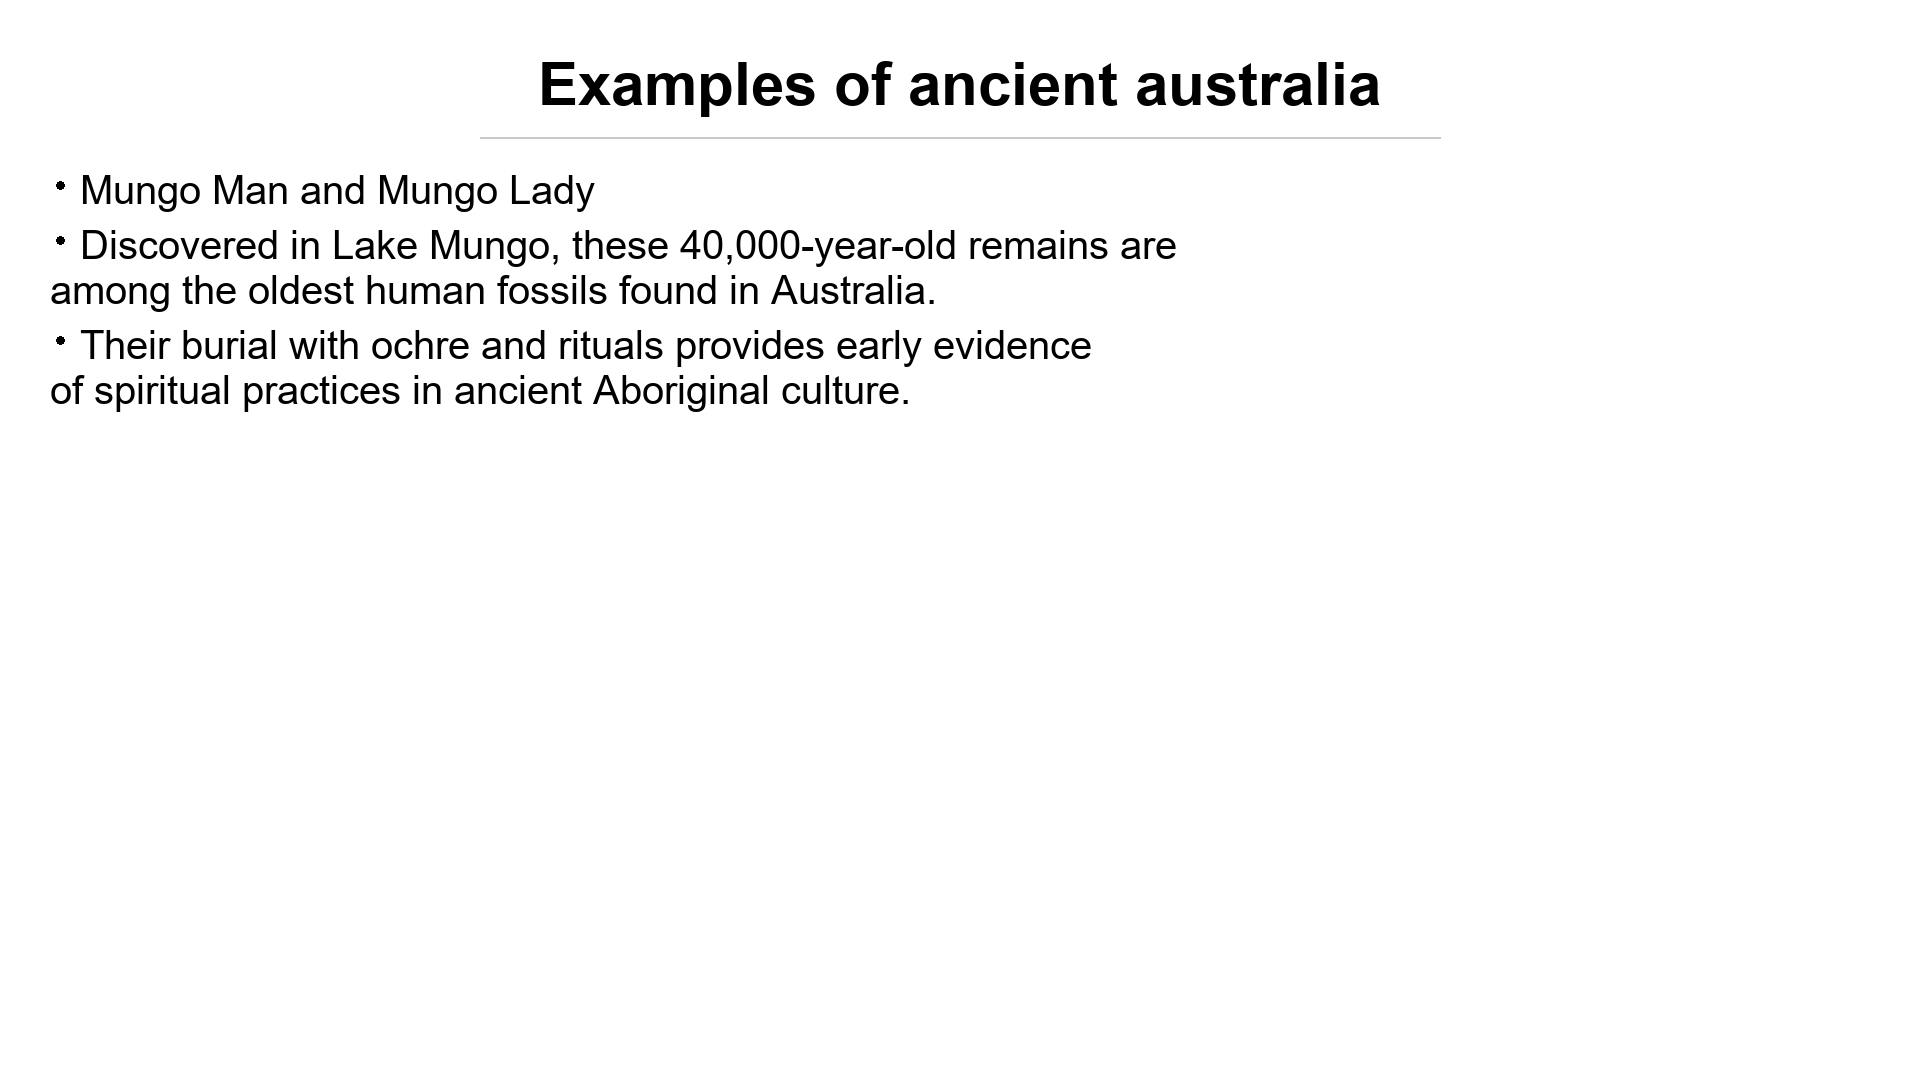 Examples of ancient australia
• Mungo Man and Mungo Lady
• Discovered in Lake Mungo, these 40,000-year-old remains are
among the oldest human fossils found in Australia.
• Their burial with ochre and rituals provides early evidence
of spiritual practices in ancient Aboriginal culture.